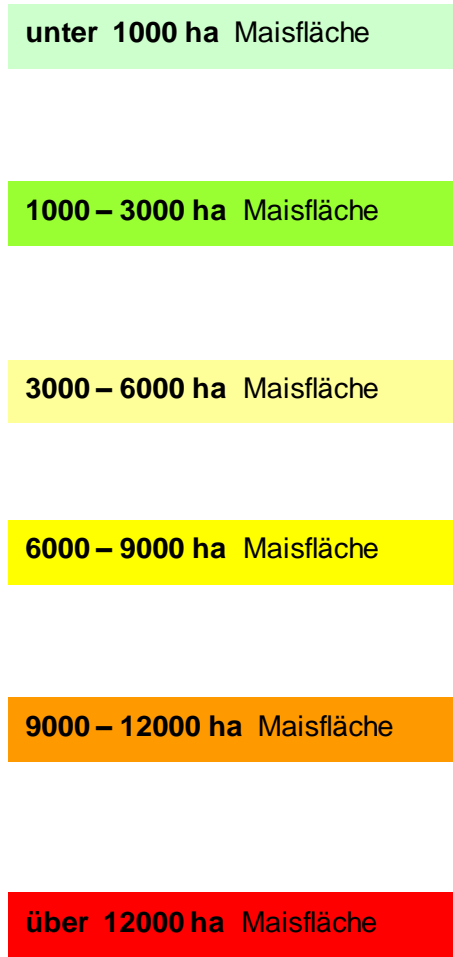 unter 1000 ha Maisfläche
1000 – 3000 ha Maisfläche
3000 – 6000 ha Maisfläche
6000 – 9000 ha Maisfläche
9000 – 12000 ha Maisfläche
über 12000 ha Maisfläche